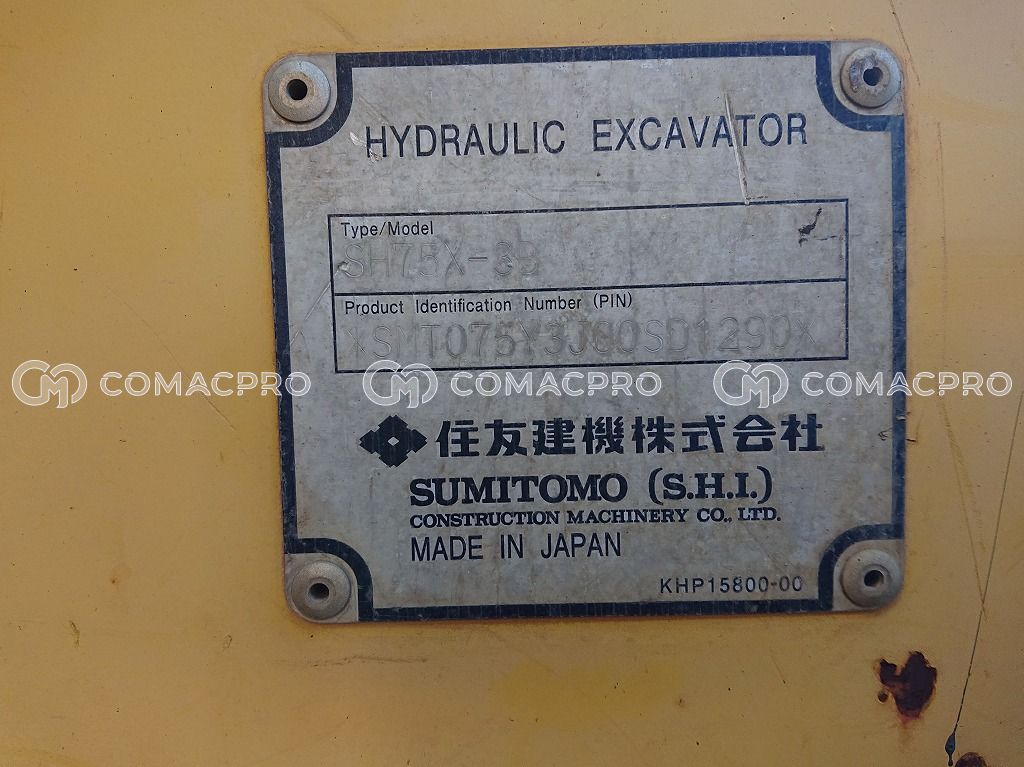 HYDRAULIC EXCAVATOR
Type/Model
SH75X-3B
Product Identification Number (PIN)
COMACPRO COMACPRO COMACPRO
住友建機株式会社
SUMITOMO (S.H.I.)
CONSTRUCTION MACHINERY CO., LTD.
MADE IN JAPAN
KHP15800-00